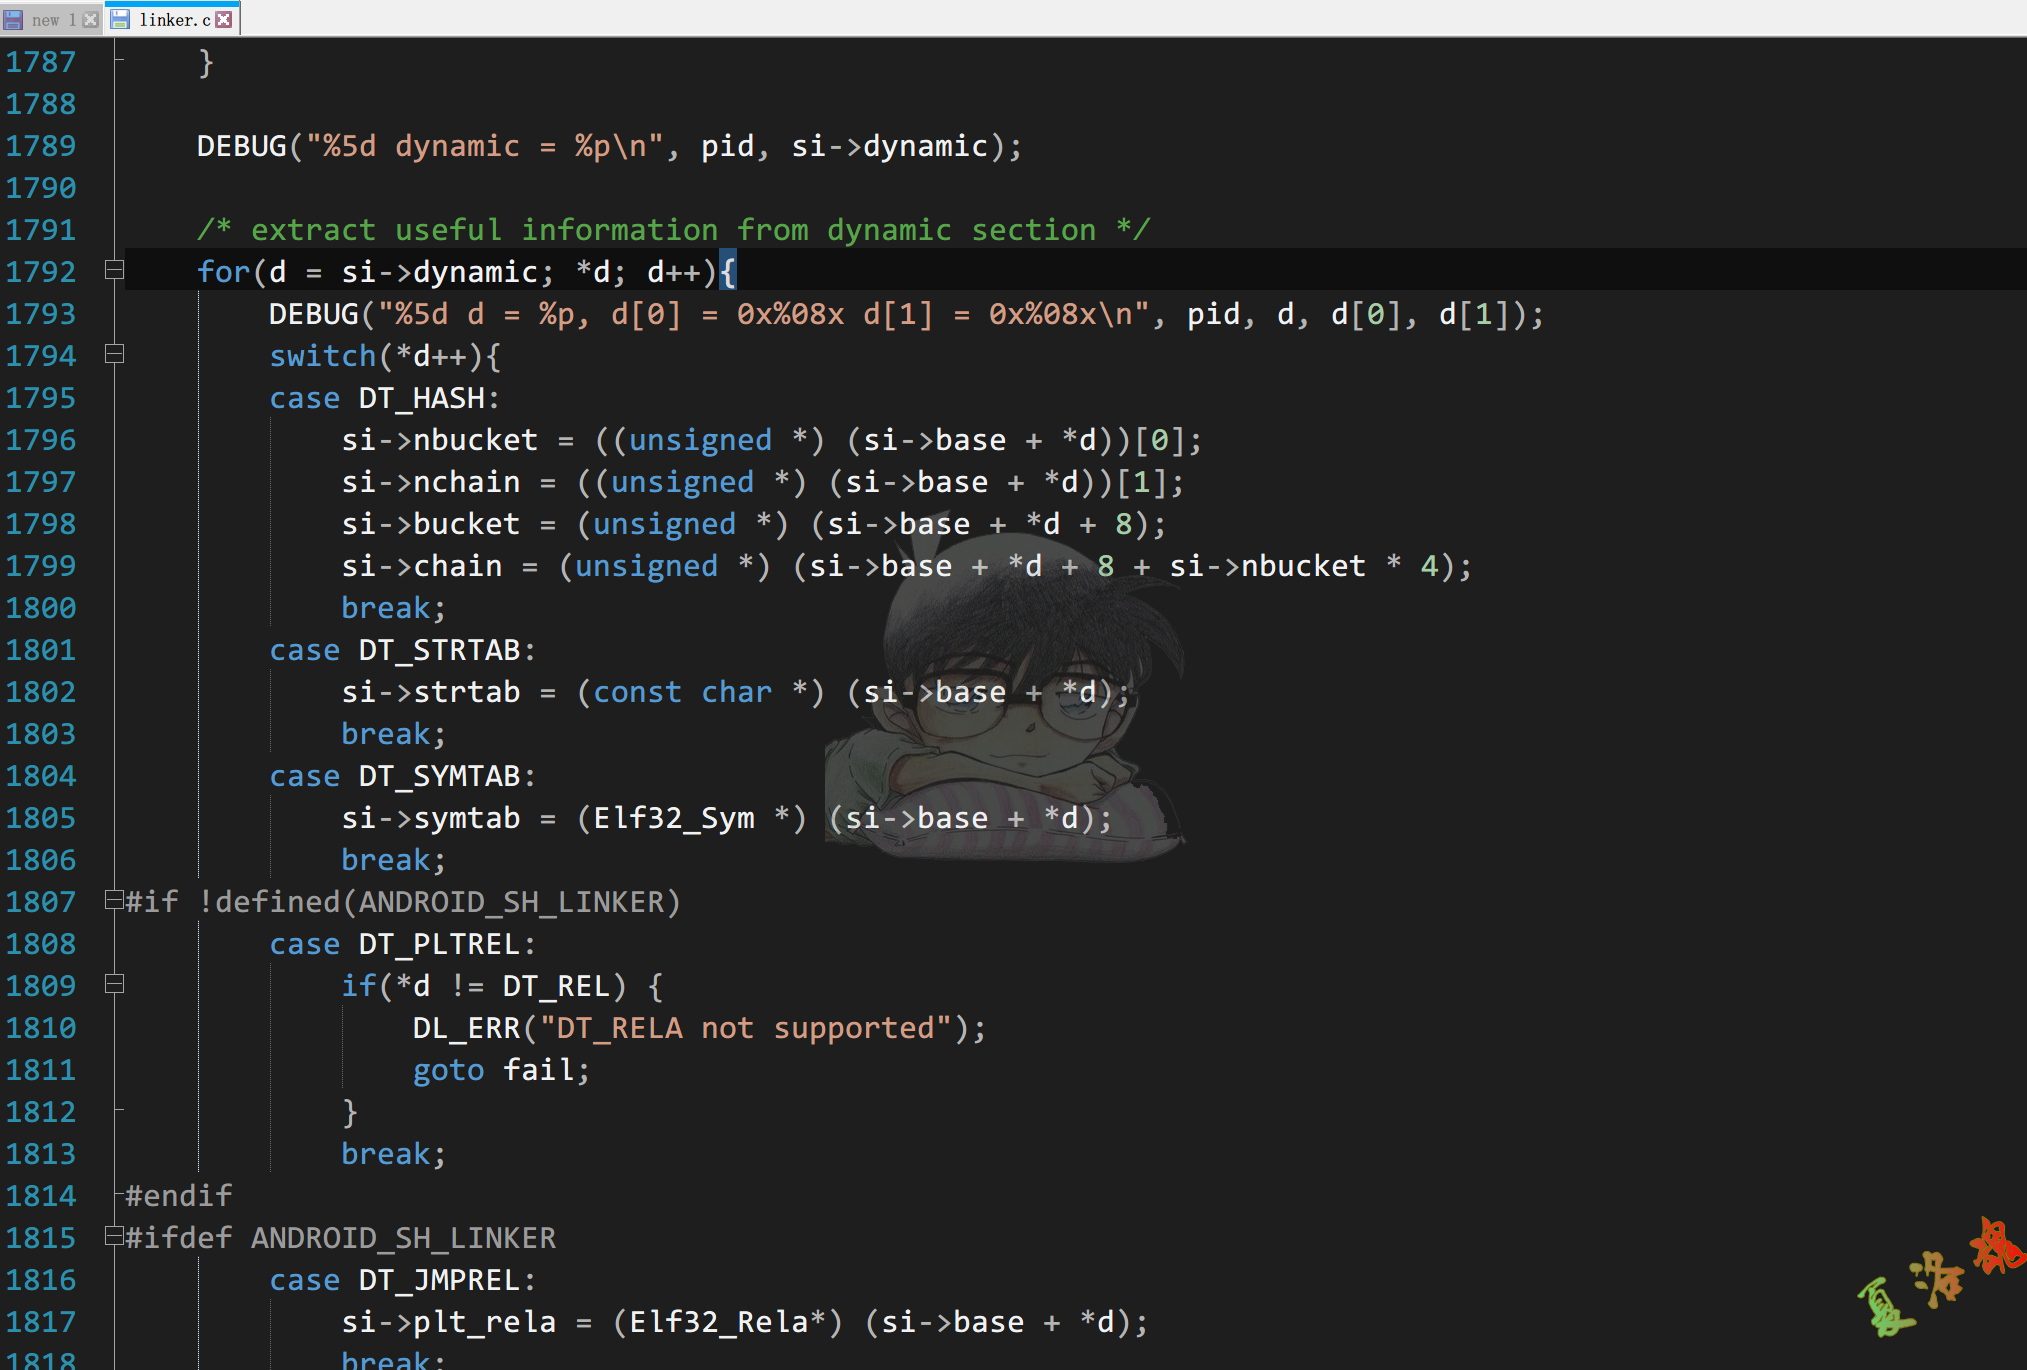 new 1 linker.c
1787 }
1788
1789 DEBUG("%5d dynamic = %p\n", pid, si->dynamic);
1790
1791 /* extract useful information from dynamic section */
1792 for(d = si->dynamic; *d; d++){
1793 DEBUG("%5d d = %p, d[0] = 0x%08x d[1] = 0x%08x\n", pid, d, d[0], d[1]);
1794 switch(*d++){
1795 case DT_HASH:
1796 si->nbucket = ((unsigned *) (si->base + *d))[0];
1797 si->nchain = ((unsigned *) (si->base + *d))[1];
1798 si->bucket = (unsigned *) (si->base + *d + 8);
1799 si->chain = (unsigned *) (si->base + *d + 8 + si->nbucket * 4);
1800 break;
1801 case DT_STRTAB:
1802 si->strtab = (const char *) (si->base + *d);
1803 break;
1804 case DT_SYMTAB:
1805 si->symtab = (Elf32_Sym *) (si->base + *d);
1806 break;
1807 #if !defined(ANDROID_SH_LINKER)
1808 case DT_PLTREL:
1809 if(*d != DT_REL) {
1810 DL_ERR("DT_RELA not supported");
1811 goto fail;
1812 }
1813 break;
1814 #endif
1815 #ifdef ANDROID_SH_LINKER
1816 case DT_JMPREL:
1817 si->plt_rela = (Elf32_Rela*) (si->base + *d);
1818 break;
夏洛魂